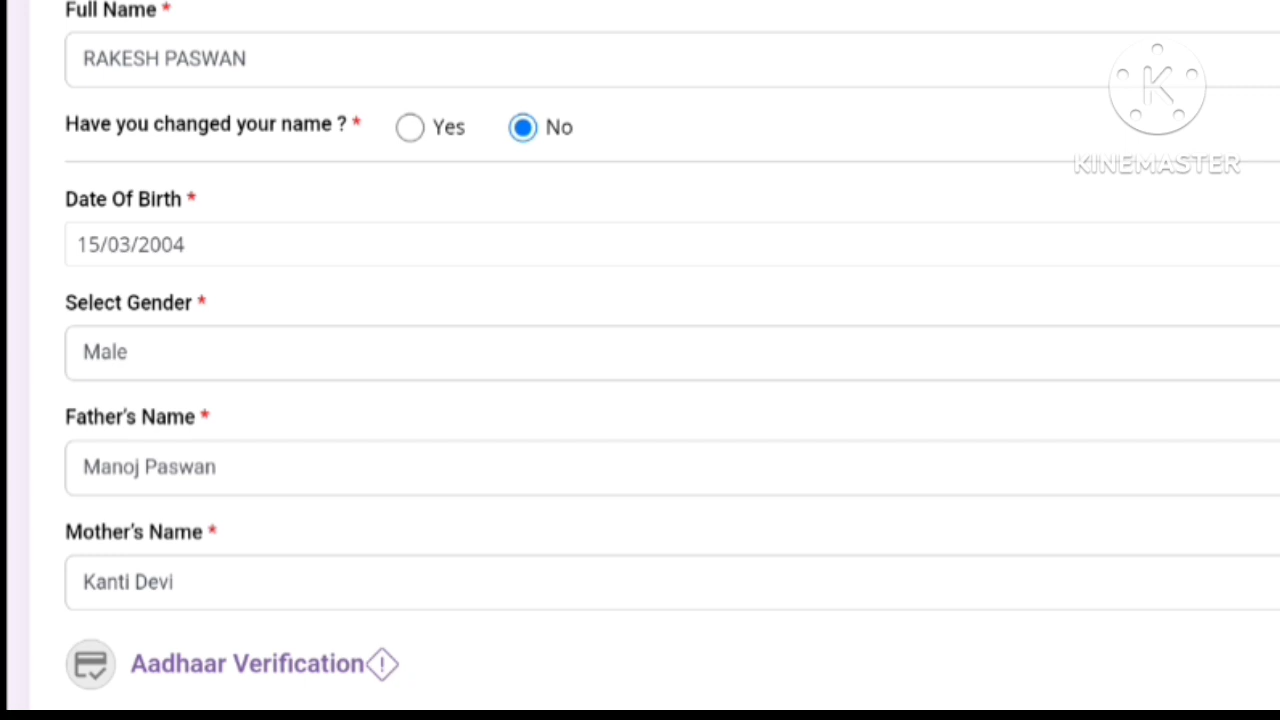 Full Name *
RAKESH PASWAN
Have you changed your name ? * Yes No
K
KINEMASTER
Date Of Birth *
15/03/2004
Select Gender *
Male
Father's Name *
Manoj Paswan
Mother's Name *
Kanti Devi
Aadhaar Verification